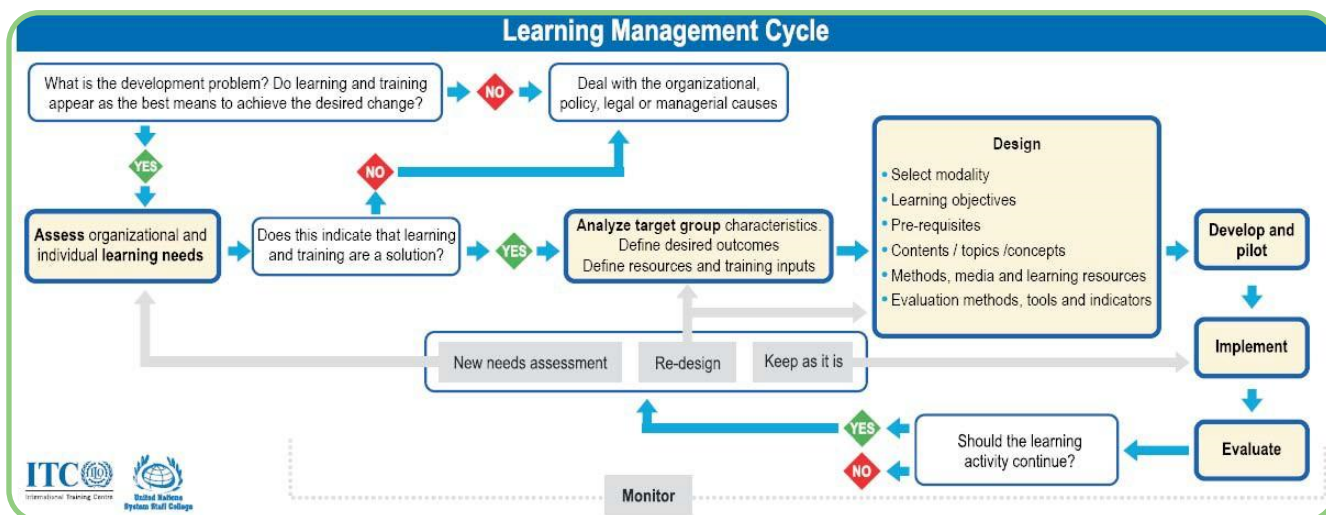 Learning Management Cycle
What is the development problem? Do learning and training
appear as the best means to achieve the desired change?
NO
Deal with the organizational,
policy, legal or managerial causes
YES
NO
Assess organizational and
individual learning needs
Does this indicate that learning
and training are a solution?
YES
Analyze target group characteristics.
Define desired outcomes
Define resources and training inputs
Design
• Select modality
• Learning objectives
• Pre-requisites
• Contents / topics /concepts
• Methods, media and learning resources
• Evaluation methods, tools and indicators
Develop and
pilot
Implement
Evaluate
New needs assessment
Re-design
Keep as it is
Should the learning
activity continue?
YES
NO
Monitor
ITC ILO
International Training Centre
United Nations
System Staff College